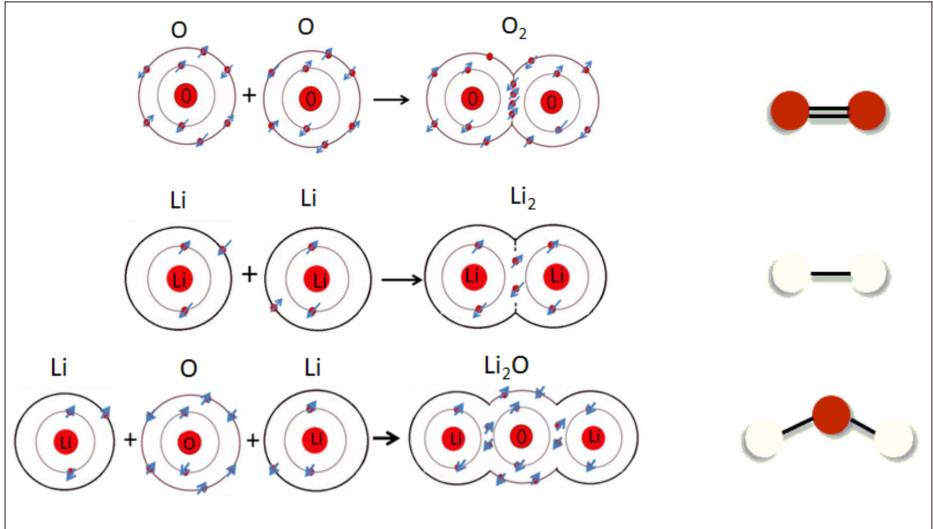 O O O₂
O + O → O O
Li Li Li₂
Li + Li → Li Li
Li O Li Li₂O
Li + O + Li → Li O Li